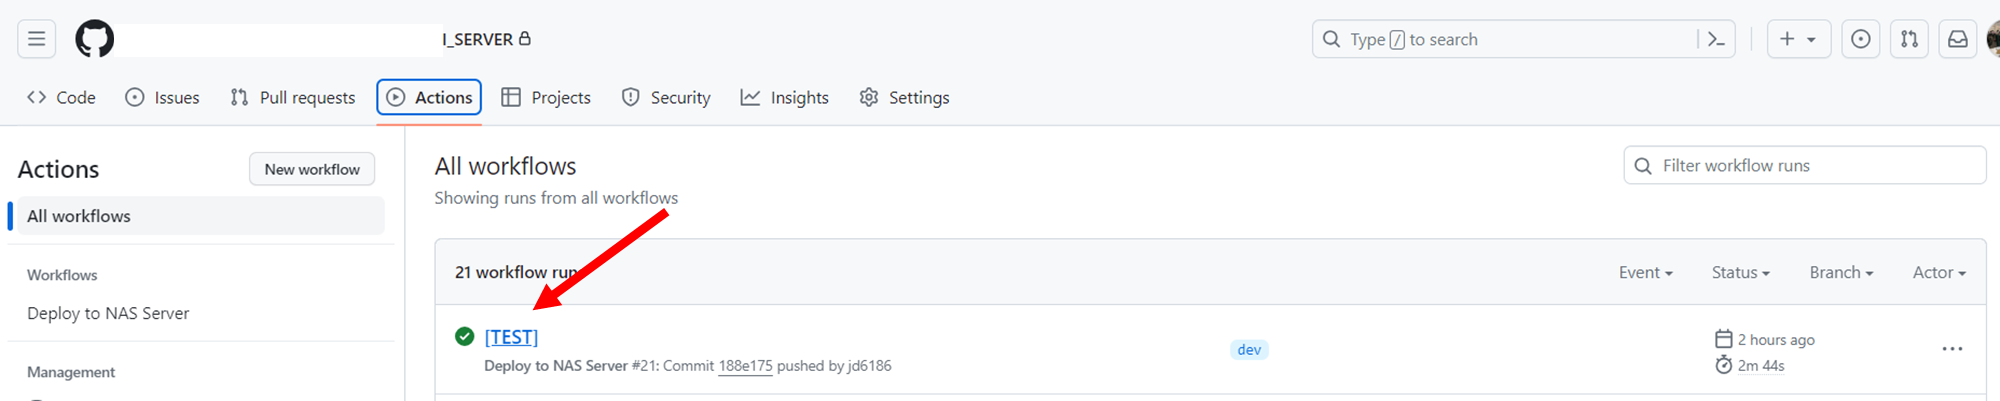 I_SERVER
Type / to search
Code
Issues
Pull requests
Actions
Projects
Security
Insights
Settings
Actions
New workflow
All workflows
Workflows
Deploy to NAS Server
Management
All workflows
Showing runs from all workflows
Filter workflow runs
21 workflow run
Event
Status
Branch
Actor
[TEST]
Deploy to NAS Server #21: Commit 188e175 pushed by jd6186
dev
2 hours ago
2m 44s